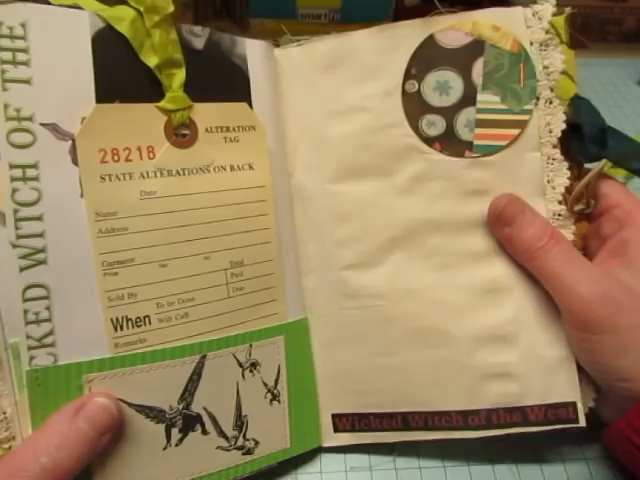 CKED WITCH OF THE
28218
ALTERATION
TAG
STATE ALTERATIONS ON BACK
Date
Name
Address
Garment
Price
Total
Paid
Due
Sold By
When To be Done
Will Call
Remarks
Wicked Witch of the West